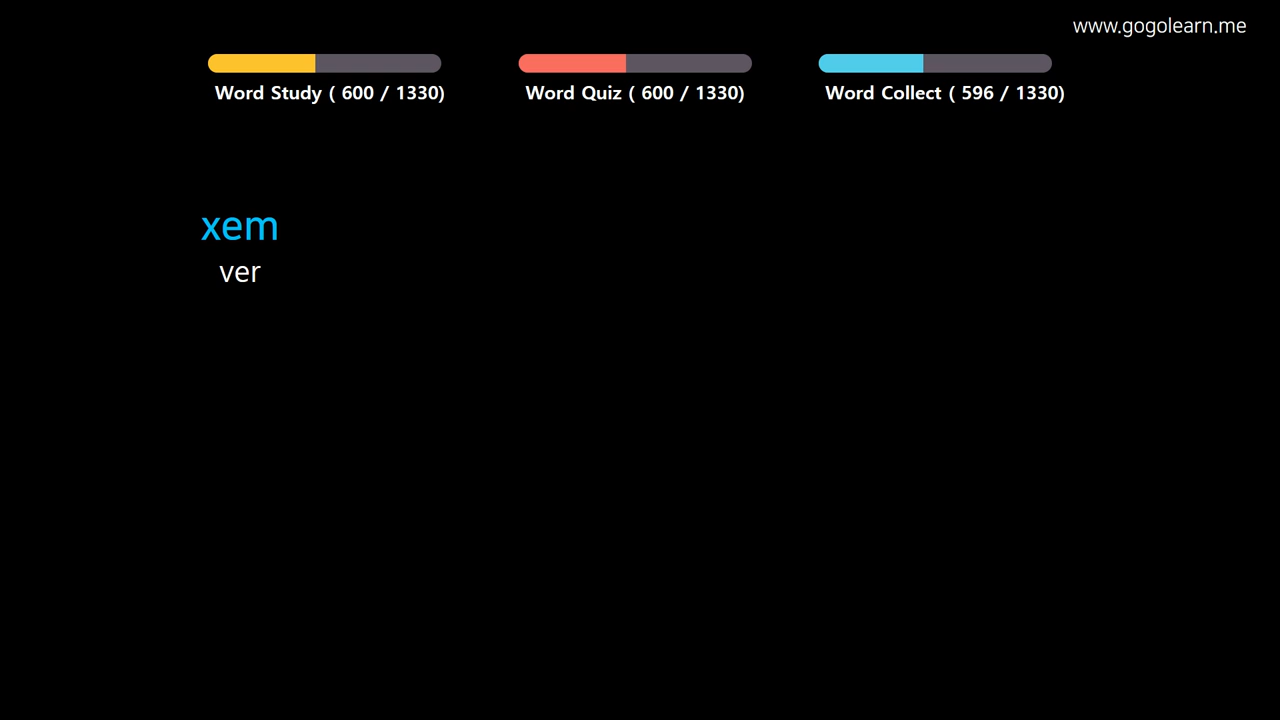 www.gogolearn.me
Word Study ( 600 / 1330)
Word Quiz ( 600 / 1330)
Word Collect ( 596 / 1330)
xem
ver